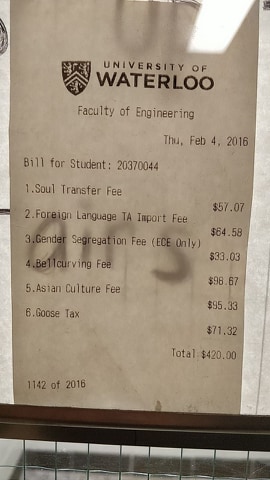 UNIVERSITY OF
WATERLOO
Faculty of Engineering
Thu, Feb 4, 2016
Bill for Student: 20370044
1.Soul Transfer Fee
$57.07
2.Foreign Language TA Import Fee
$64.58
3.Gender Segregation Fee (ECE Only)
$33.03
4.Bellcurving Fee
$98.67
5.Asian Culture Fee
$95.33
6.Goose Tax
$71.32
Total $420.00
1142 of 2016